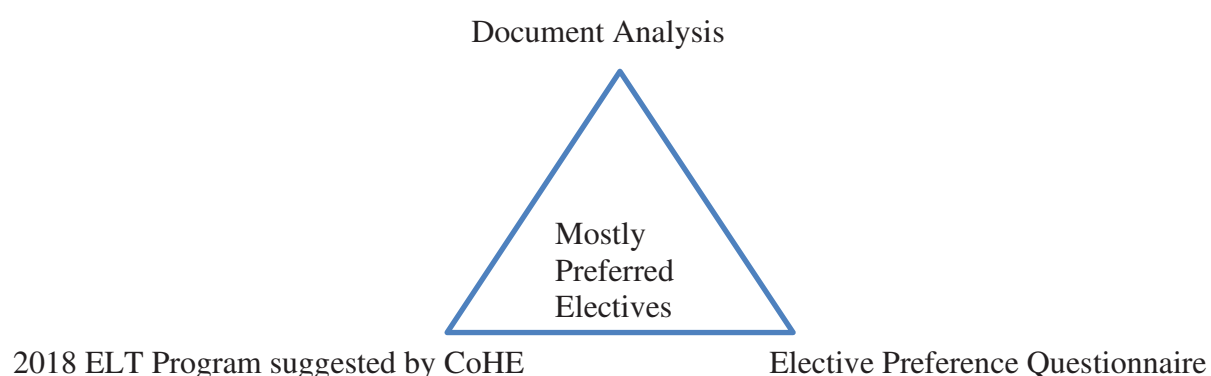 Document Analysis
Mostly
Preferred
Electives
2018 ELT Program suggested by CoHE
Elective Preference Questionnaire